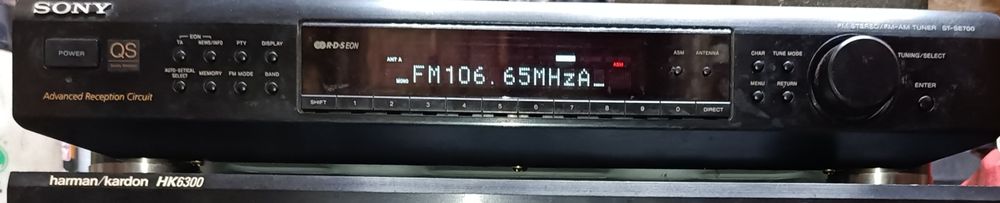 SONY
FM STEREO/FM-AM TUNER ST-SE700
POWER
QS
EON
TA NEWS/INFO PTY DISPLAY
AUTO-BETICAL SELECT MEMORY FM MODE BAND
Advanced Reception Circuit
R·D·S EON
ANT A
MONO
FM106.65MHzA
ASM
ASM ANTENNA
SHIFT 1 2 3 4 5 6 7 8 9 0 DIRECT
CHAR TUNE MODE
MENU RETURN
TUNING/SELECT
ENTER
harman/kardon HK6300